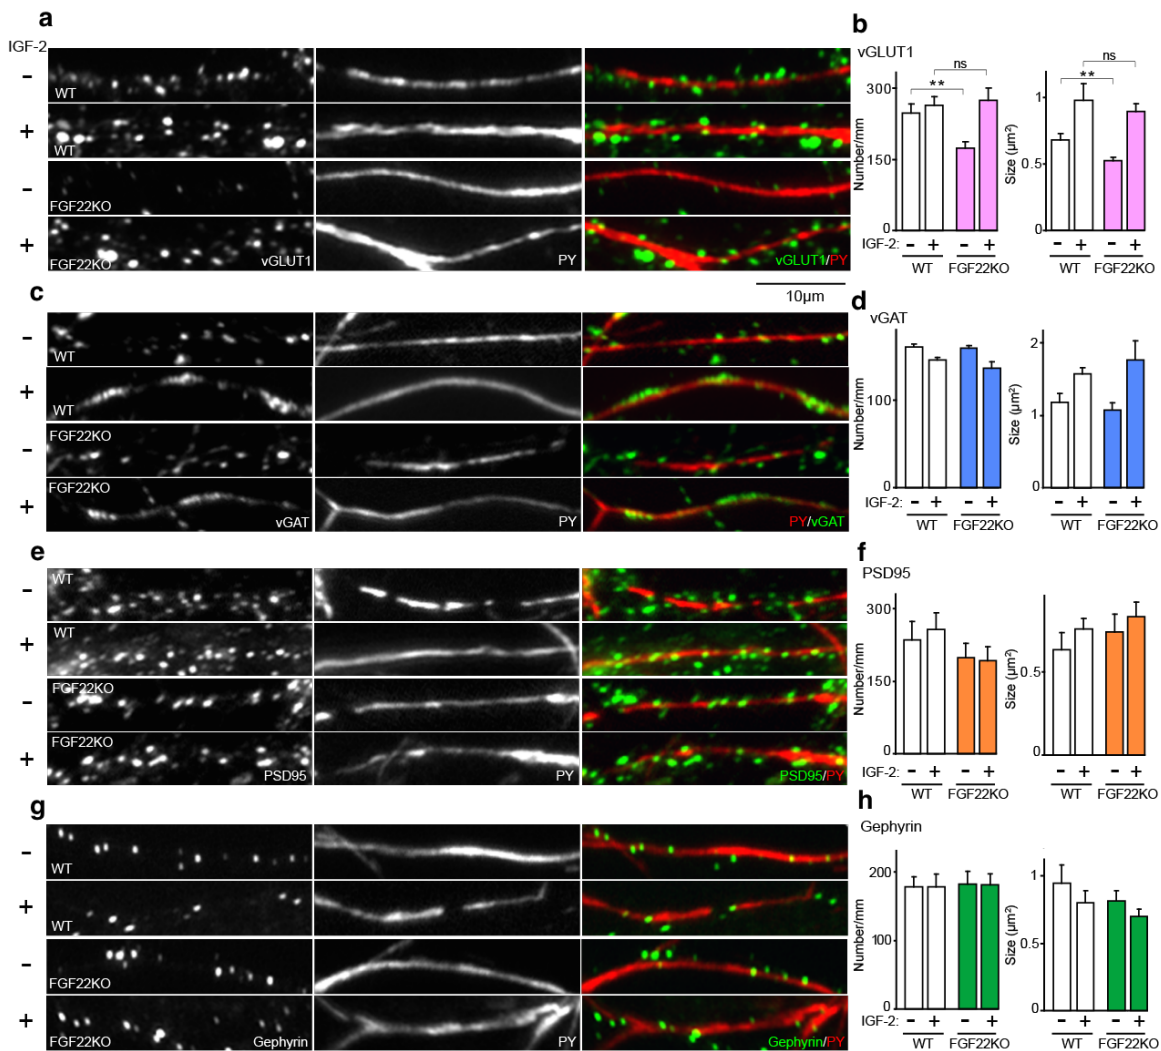 a
IGF-2
−
WT
+
WT
−
FGF22KO
+
FGF22KO
vGLUT1
PY
vGLUT1/PY
10μm
b
vGLUT1
ns
**
300
150
0
Number/mm
ns
**
1
0.5
0
Size (μm²)
IGF-2: − + − + − + − +
WT FGF22KO WT FGF22KO
c
−
WT
+
WT
FGF22KO
−
FGF22KO
+
vGAT
PY
PY/vGAT
d
vGAT
100
0
Number/mm
2
1
0
Size (μm²)
IGF-2: − + − + − + − +
WT FGF22KO WT FGF22KO
e
WT
−
WT
+
FGF22KO
−
FGF22KO
+
PSD95
PY
PSD95/PY
f
PSD95
300
150
0
Number/mm
0.5
0
Size (μm²)
IGF-2: − + − + − + − +
WT FGF22KO WT FGF22KO
g
−
WT
+
WT
−
FGF22KO
+
FGF22KO
Gephyrin
PY
Gephyrin/PY
h
Gephyrin
200
100
0
Number/mm
1
0.5
0
Size (μm²)
IGF-2: − + − + − + − +
WT FGF22KO WT FGF22KO